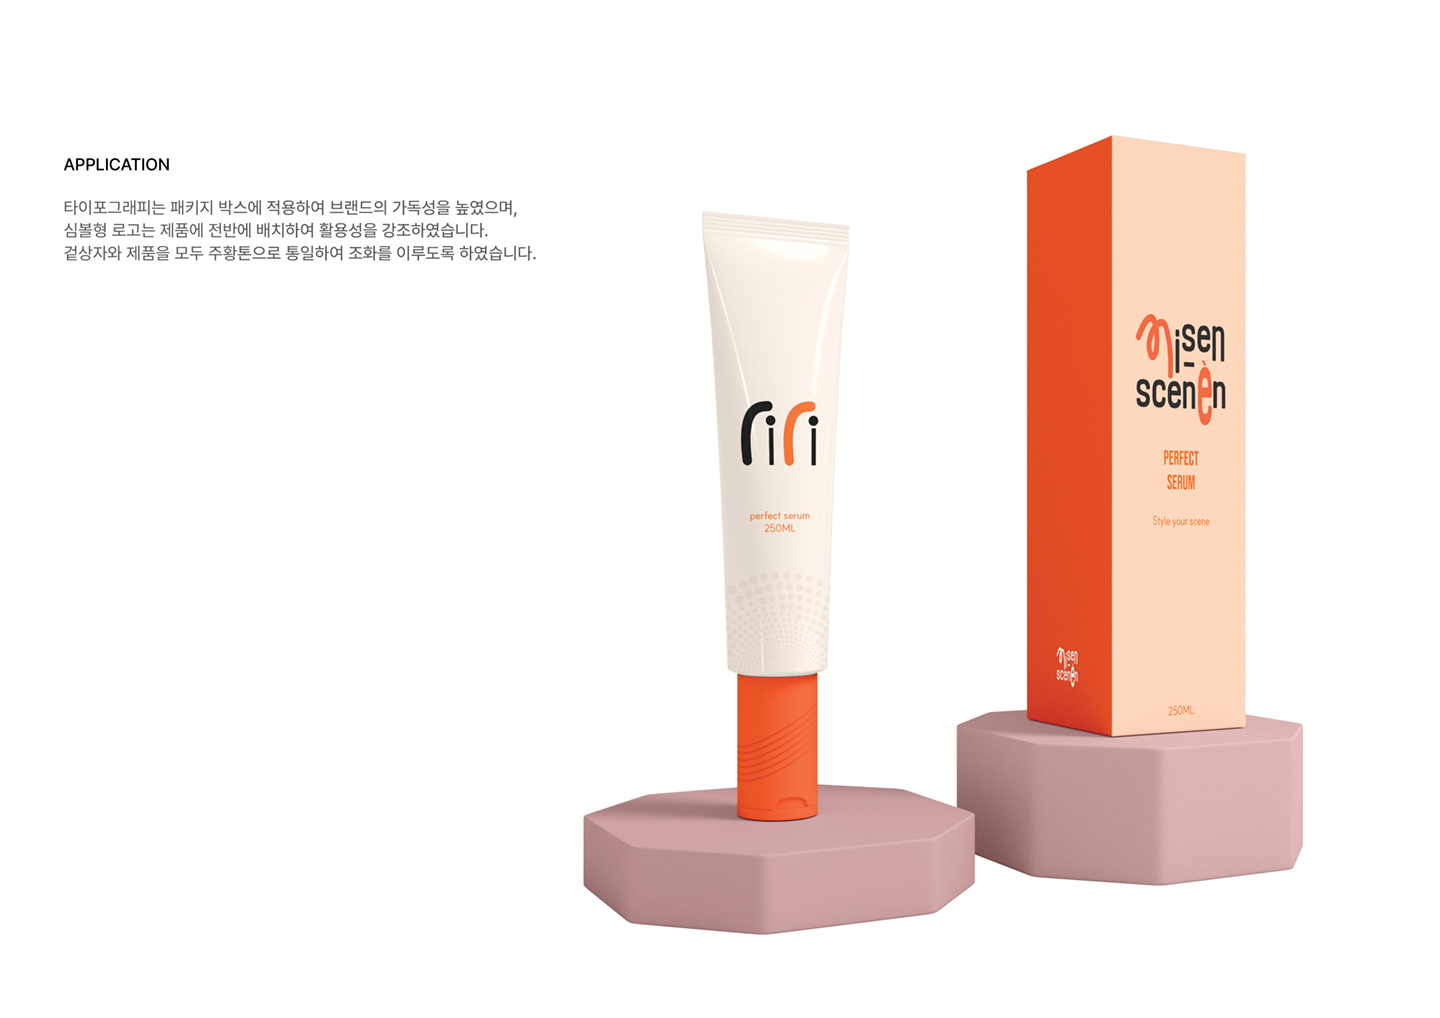 APPLICATION
타이포그래피는 패키지 박스에 적용하여 브랜드의 가독성을 높였으며,
심볼형 로고는 제품에 전반에 배치하여 활용성을 강조하였습니다.
겉상자와 제품을 모두 주황톤으로 통일하여 조화를 이루도록 하였습니다.
riri
perfect serum
250ML
misen
scenèn
PERFECT
SERUM
Style your scene
250ML
misen
scenèn